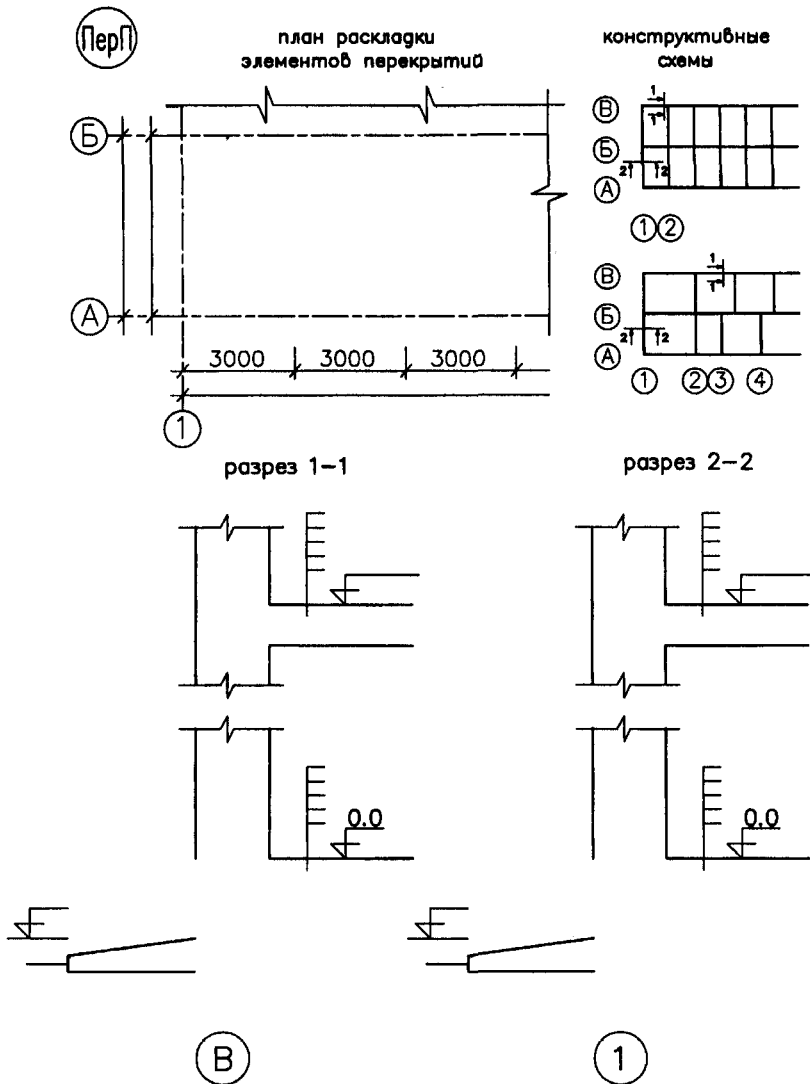 ПерП
план раскладки
элементов перекрытий
конструктивные
схемы
Б
А
3000 3000 3000
1
В
1
1
Б
2 2
А
1 2
В
1
1
Б
2 2
А
1 2 3 4
разрез 1-1
разрез 2-2
0.0
0.0
В
1